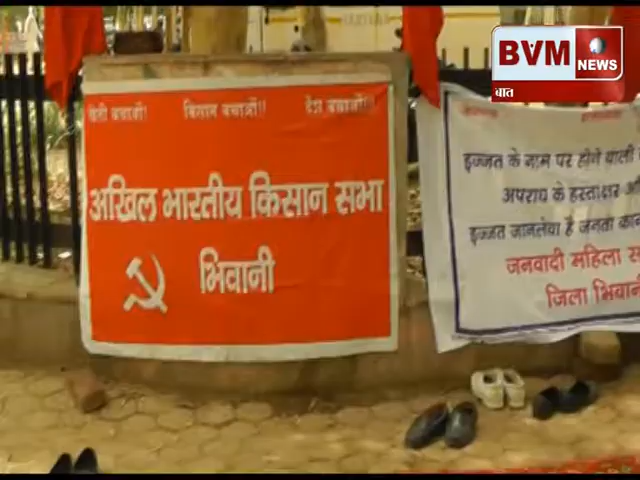 BVM NEWS
बात
खेती बचाओ! किसान बचाओ!! देश बचाओ!!
अखिल भारतीय किसान सभा
भिवानी
इज्जत के नाम पर होने वाली
अपराध के हस्ताक्षर
इज्जत जानलेवा है जनता
जनवादी महिला
जिला भिवानी